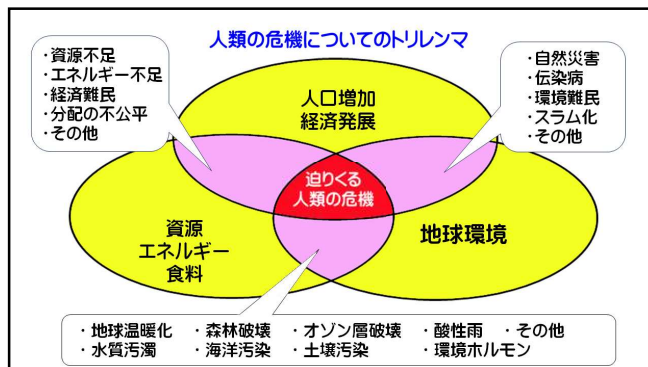 人類の危機についてのトリレンマ
・資源不足
・エネルギー不足
・経済難民
・分配の不公平
・その他
・自然災害
・伝染病
・環境難民
・スラム化
・その他
人口増加
経済発展
迫りくる
人類の危機
資源
エネルギー
食料
地球環境
・地球温暖化 ・森林破壊 ・オゾン層破壊 ・酸性雨 ・その他
・水質汚濁 ・海洋汚染 ・土壌汚染 ・環境ホルモン